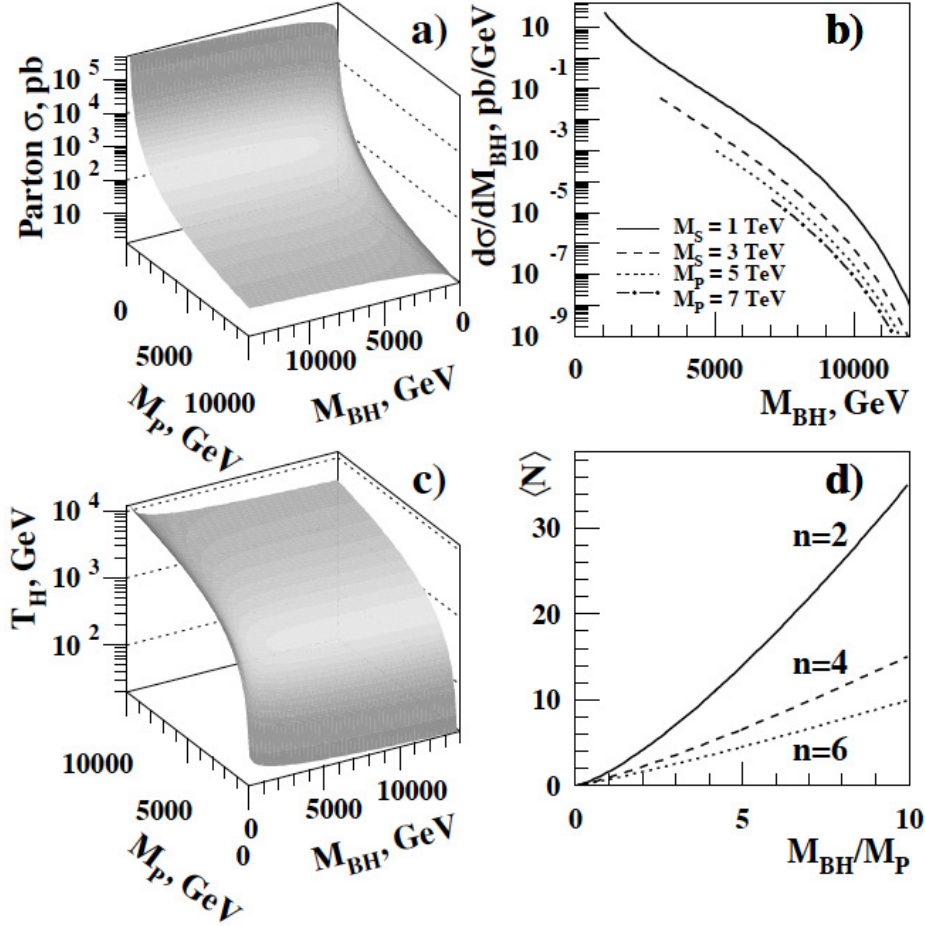 a)
Parton σ, pb
10^5
10^4
10^3
10^2
10
0
5000
10000
M_P, GeV
10000
5000
0
M_BH, GeV
b)
dσ/dM_BH, pb/GeV
10
10^-1
10^-3
10^-5
10^-7
10^-9
M_S = 1 TeV
M_S = 3 TeV
M_P = 5 TeV
M_P = 7 TeV
0
5000
10000
M_BH, GeV
c)
T_H, GeV
10^4
10^3
10^2
10000
5000
0
M_P, GeV
0
5000
10000
M_BH, GeV
d)
⟨N⟩
30
20
10
0
n=2
n=4
n=6
0
5
10
M_BH/M_P